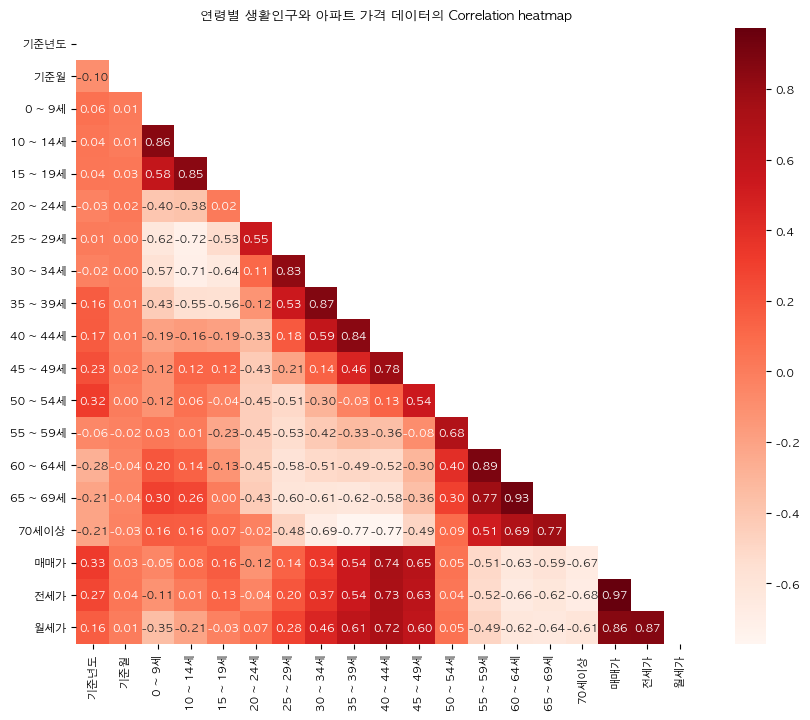 연령별 생활인구와 아파트 가격 데이터의 Correlation heatmap
기준년도
기준월 -0.10
0 ~ 9세 0.06 0.01
10 ~ 14세 0.04 0.01 0.86
15 ~ 19세 0.04 0.03 0.58 0.85
20 ~ 24세 -0.03 0.02 -0.40 -0.38 0.02
25 ~ 29세 0.01 0.00 -0.62 -0.72 -0.53 0.55
30 ~ 34세 -0.02 0.00 -0.57 -0.71 -0.64 0.11 0.83
35 ~ 39세 0.16 0.01 -0.43 -0.55 -0.56 -0.12 0.53 0.87
40 ~ 44세 0.17 0.01 -0.19 -0.16 -0.19 -0.33 0.18 0.59 0.84
45 ~ 49세 0.23 0.02 -0.12 0.12 0.12 -0.43 -0.21 0.14 0.46 0.78
50 ~ 54세 0.32 0.00 -0.12 0.06 -0.04 -0.45 -0.51 -0.30 -0.03 0.13 0.54
55 ~ 59세 -0.06 -0.02 0.03 0.01 -0.23 -0.45 -0.53 -0.42 -0.33 -0.36 -0.08 0.68
60 ~ 64세 -0.28 -0.04 0.20 0.14 -0.13 -0.45 -0.58 -0.51 -0.49 -0.52 -0.30 0.40 0.89
65 ~ 69세 -0.21 -0.04 0.30 0.26 0.00 -0.43 -0.60 -0.61 -0.62 -0.58 -0.36 0.30 0.77 0.93
70세이상 -0.21 -0.03 0.16 0.16 0.07 -0.02 -0.48 -0.69 -0.77 -0.77 -0.49 0.09 0.51 0.69 0.77
매매가 0.33 0.03 -0.05 0.08 0.16 -0.12 0.14 0.34 0.54 0.74 0.65 0.05 -0.51 -0.63 -0.59 -0.67
전세가 0.27 0.04 -0.11 0.01 0.13 -0.04 0.20 0.37 0.54 0.73 0.63 0.04 -0.52 -0.66 -0.62 -0.68 0.97
월세가 0.16 0.01 -0.35 -0.21 -0.03 0.07 0.28 0.46 0.61 0.72 0.60 0.05 -0.49 -0.62 -0.64 -0.61 0.86 0.87
기준년도 기준월 0 ~ 9세 10 ~ 14세 15 ~ 19세 20 ~ 24세 25 ~ 29세 30 ~ 34세 35 ~ 39세 40 ~ 44세 45 ~ 49세 50 ~ 54세 55 ~ 59세 60 ~ 64세 65 ~ 69세 70세이상 매매가 전세가 월세가
0.8
0.6
0.4
0.2
0.0
-0.2
-0.4
-0.6